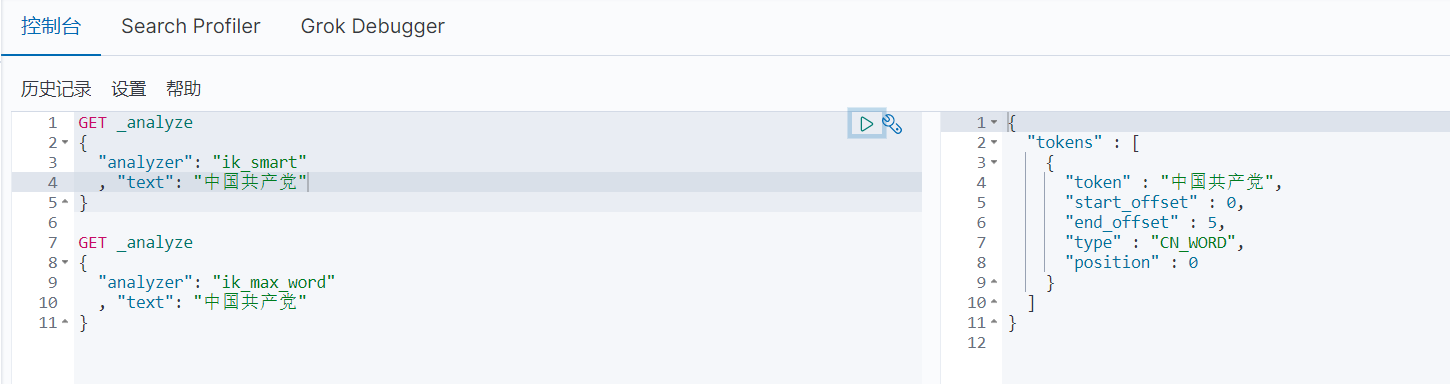 控制台 Search Profiler Grok Debugger
历史记录 设置 帮助
1 GET _analyze
2 {
3 "analyzer": "ik_smart"
4 , "text": "中国共产党"
5 }
6
7 GET _analyze
8 {
9 "analyzer": "ik_max_word"
10 , "text": "中国共产党"
11 }
1 {
2 "tokens" : [
3 {
4 "token" : "中国共产党",
5 "start_offset" : 0,
6 "end_offset" : 5,
7 "type" : "CN_WORD",
8 "position" : 0
9 }
10 ]
11 }
12